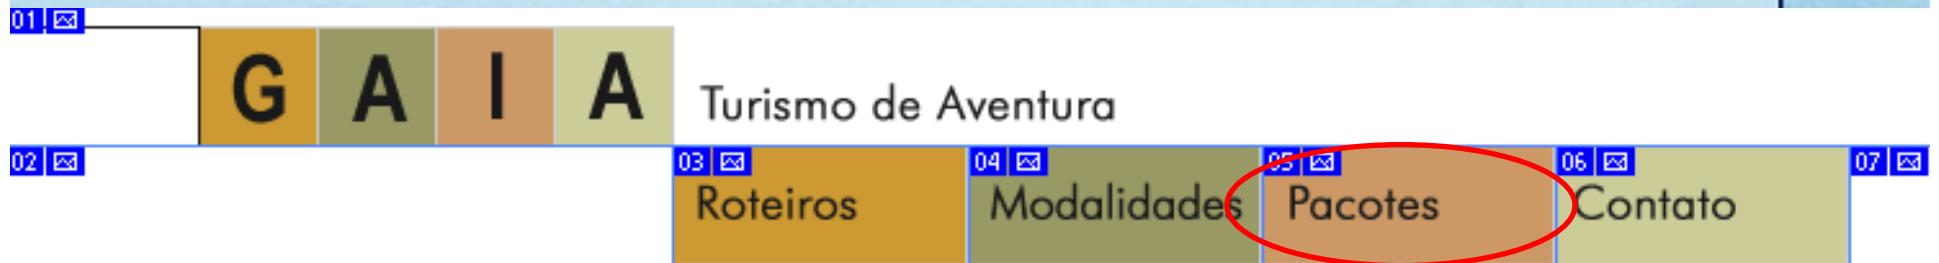 01
G A I A Turismo de Aventura
02 03 04 05 06 07
Roteiros Modalidades Pacotes Contato